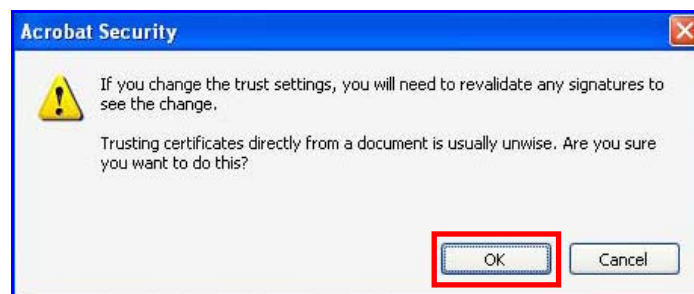 Acrobat Security
If you change the trust settings, you will need to revalidate any signatures to
see the change.
Trusting certificates directly from a document is usually unwise. Are you sure
you want to do this?
OK
Cancel